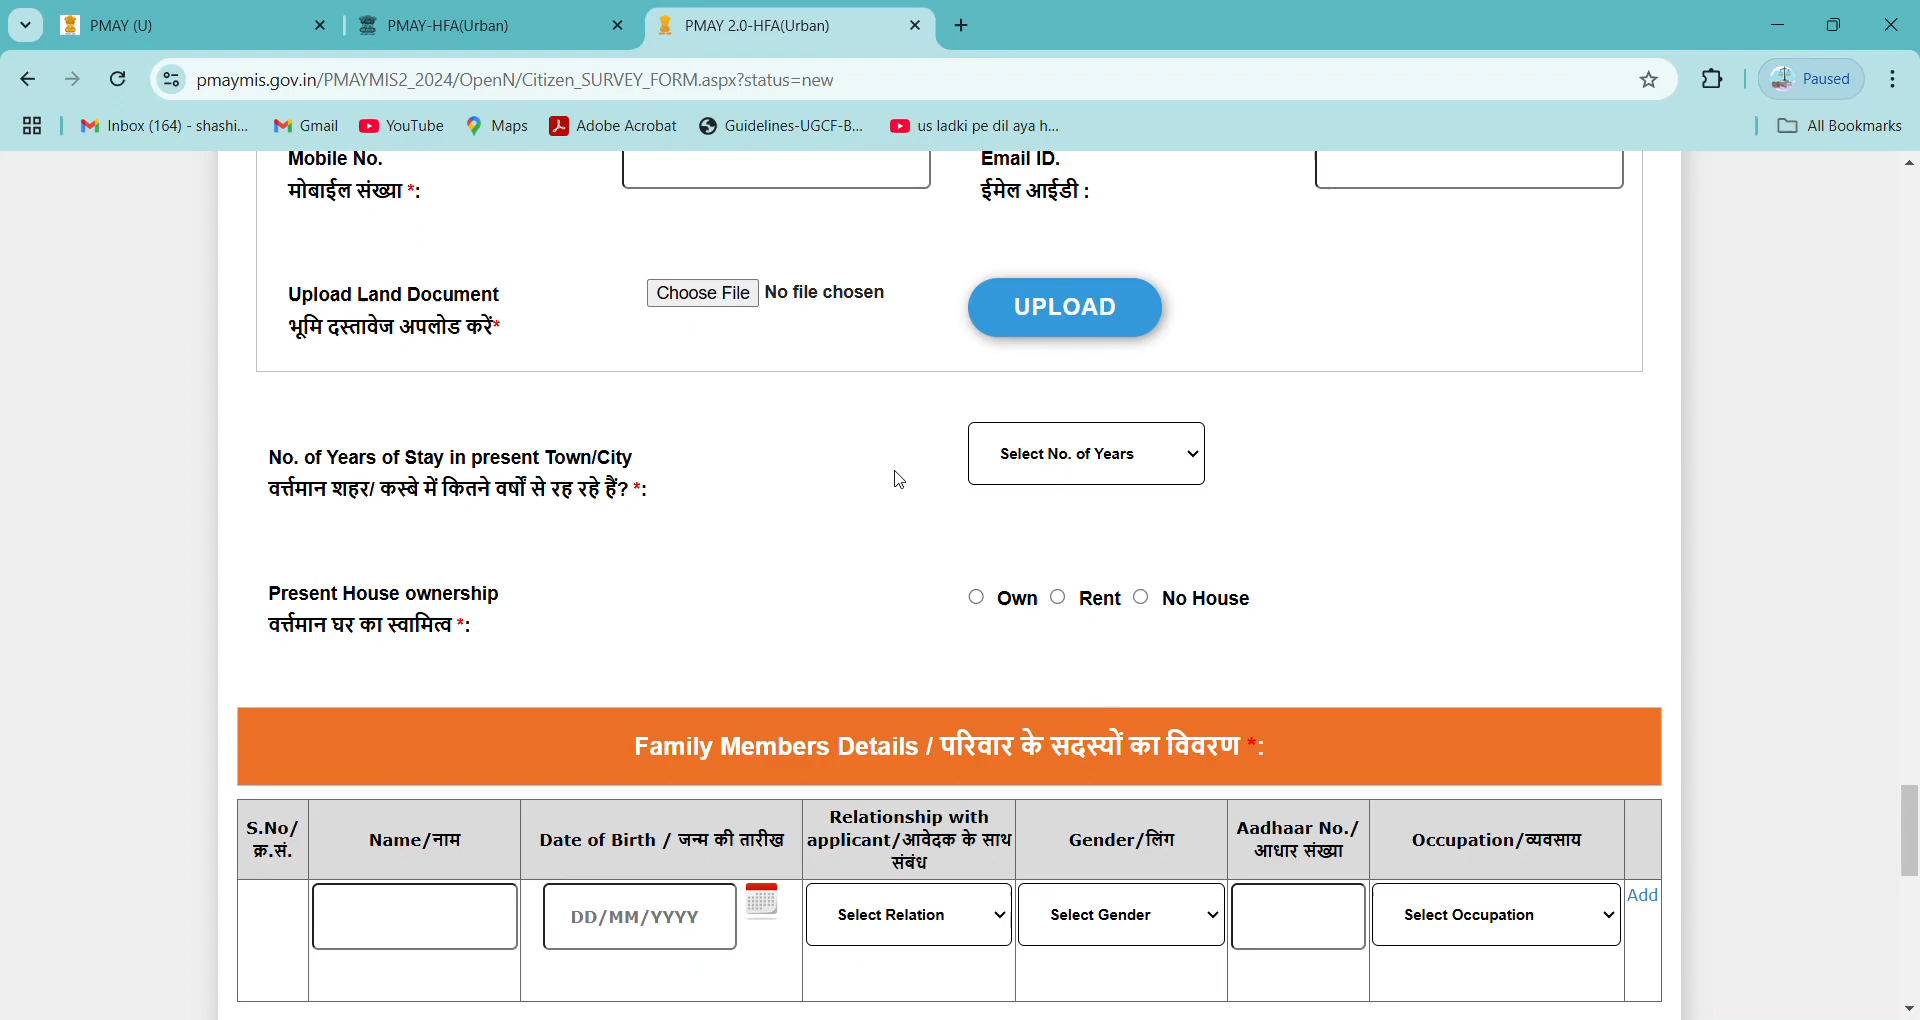 PMAY (U)
PMAY-HFA(Urban)
PMAY 2.0-HFA(Urban)
pmaymis.gov.in/PMAYMIS2_2024/OpenN/Citizen_SURVEY_FORM.aspx?status=new
Paused
Inbox (164) - shashi...
Gmail
YouTube
Maps
Adobe Acrobat
Guidelines-UGCF-B...
us ladki pe dil aya h...
All Bookmarks
Mobile No.
मोबाईल संख्या *:
Email ID.
ईमेल आईडी :
Upload Land Document
भूमि दस्तावेज अपलोड करें*
Choose File No file chosen
UPLOAD
No. of Years of Stay in present Town/City
वर्त्तमान शहर/ कस्बे में कितने वर्षों से रह रहे हैं? *:
Select No. of Years
Present House ownership
वर्त्तमान घर का स्वामित्व *:
Own Rent No House
Family Members Details / परिवार के सदस्यों का विवरण *:
S.No/
क्र.सं.
Name/नाम
Date of Birth / जन्म की तारीख
Relationship with
applicant/आवेदक के साथ
संबंध
Gender/लिंग
Aadhaar No./
आधार संख्या
Occupation/व्यवसाय
DD/MM/YYYY
Select Relation
Select Gender
Select Occupation
Add